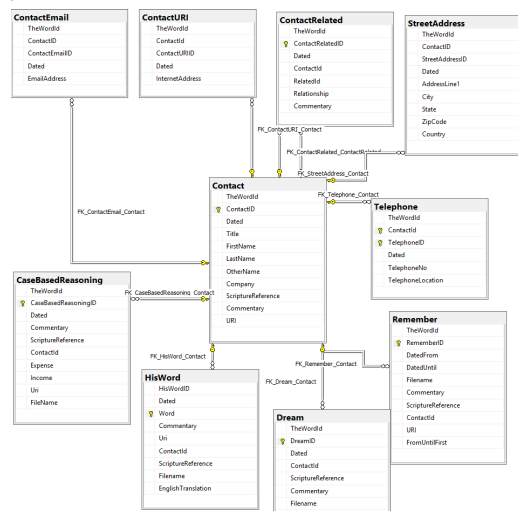 ContactEmail
TheWordId
ContactID
ContactEmailID
Dated
EmailAddress
ContactURI
TheWordId
ContactId
ContactURIID
Dated
InternetAddress
ContactRelated
TheWordId
ContactRelatedID
Dated
ContactId
RelatedId
Relationship
Commentary
StreetAddress
TheWordId
ContactID
StreetAddressID
Dated
AddressLine1
City
State
ZipCode
Country
FK_ContactURI_Contact
FK_ContactRelated_ContactRelated
FK_StreetAddress_Contact
FK_Telephone_Contact
FK_ContactEmail_Contact
Contact
TheWordId
ContactID
Dated
Title
FirstName
LastName
OtherName
Company
ScriptureReference
Commentary
URI
Telephone
TheWordId
ContactId
TelephoneID
Dated
TelephoneNo
TelephoneLocation
CaseBasedReasoning
TheWordId
CaseBasedReasoningID
Dated
Commentary
ScriptureReference
ContactId
Expense
Income
Uri
FileName
FK_CaseBasedReasoning_Contact
FK_HisWord_Contact
FK_Remember_Contact
FK_Dream_Contact
Remember
TheWordId
RememberID
DatedFrom
DatedUntil
Filename
Commentary
ScriptureReference
ContactId
URI
FromUntilFirst
HisWord
HisWordID
Dated
Word
Commentary
Uri
ContactId
ScriptureReference
Filename
EnglishTranslation
Dream
TheWordId
DreamID
Dated
ContactId
ScriptureReference
Commentary
Filename